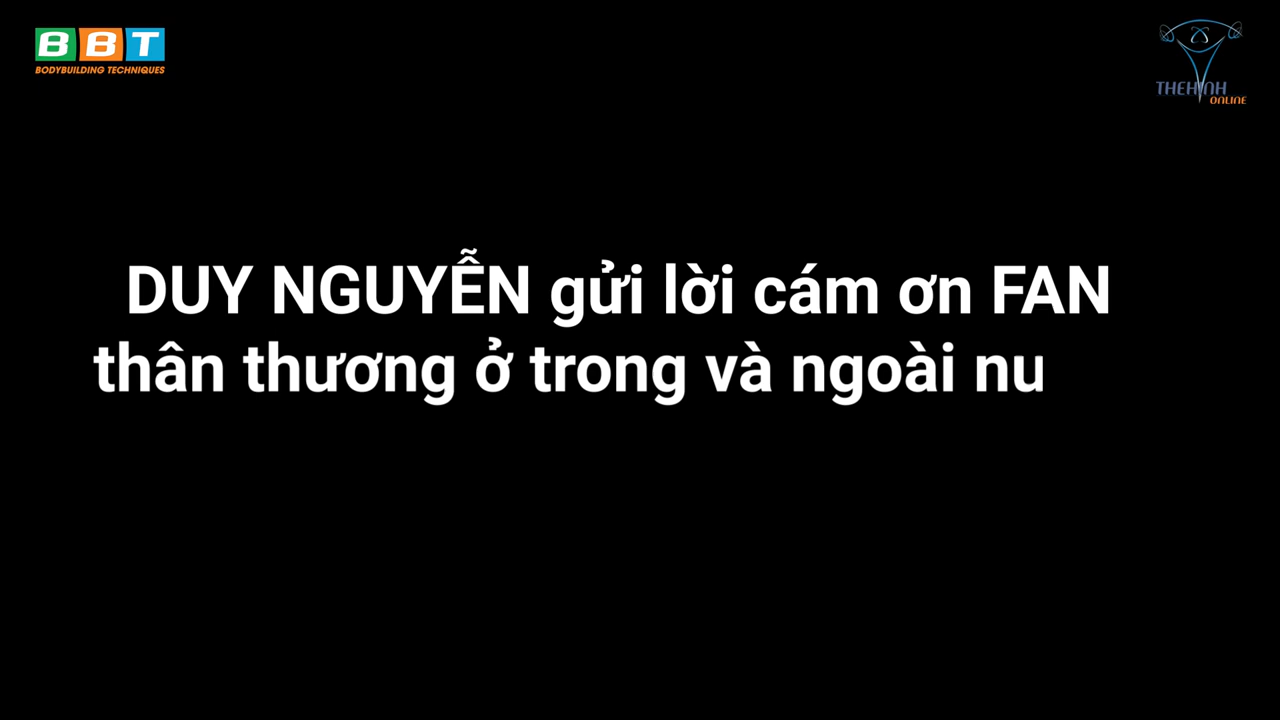 BBT
BODYBUILDING TECHNIQUES
THEHINH
ONLINE
DUY NGUYỄN gửi lời cám ơn FAN
thân thương ở trong và ngoài nu